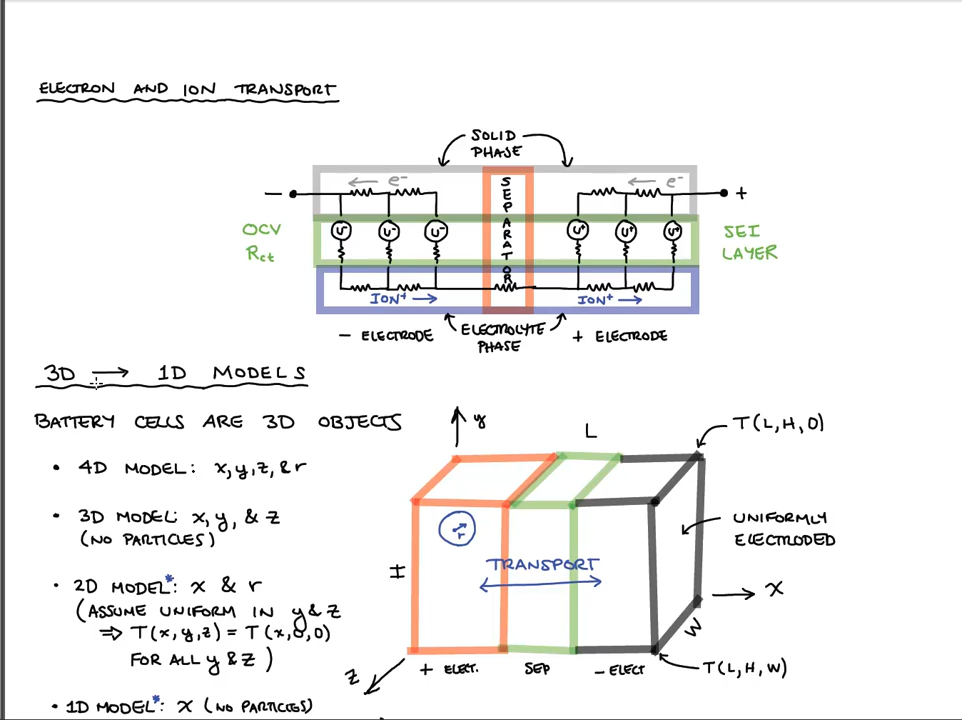 ELECTRON AND ION TRANSPORT
SOLID
PHASE
− ← e⁻ SEPARATOR ← e⁻ +
OCV U⁻ U⁻ U⁻ U⁺ U⁺ U⁺ SEI
Rct LAYER
ION⁺ → ION⁺ →
− ELECTRODE ELECTROLYTE + ELECTRODE
PHASE
3D → 1D MODELS
BATTERY CELLS ARE 3D OBJECTS
• 4D MODEL: x,y,z, & r
• 3D MODEL: x, y, & z
(NO PARTICLES)
• 2D MODEL*: x & r
(ASSUME UNIFORM IN y & z
⇒ T(x,y,z) = T(x,0,0)
FOR ALL y & z)
• 1D MODEL*: x (NO PARTICLES)
y
L
T(L,H,0)
r
UNIFORMLY
ELECTRODED
TRANSPORT
H
x
W
z
+ ELECT. SEP − ELECT
T(L,H,W)